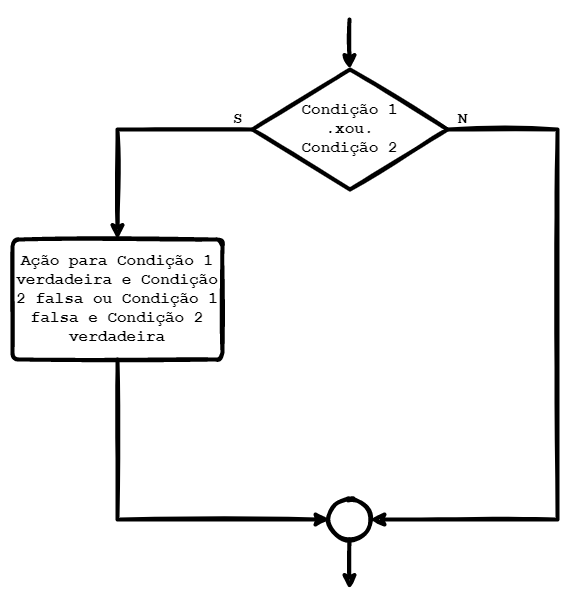 Condição 1
.xou.
Condição 2
S
N
Ação para Condição 1
verdadeira e Condição
2 falsa ou Condição 1
falsa e Condição 2
verdadeira